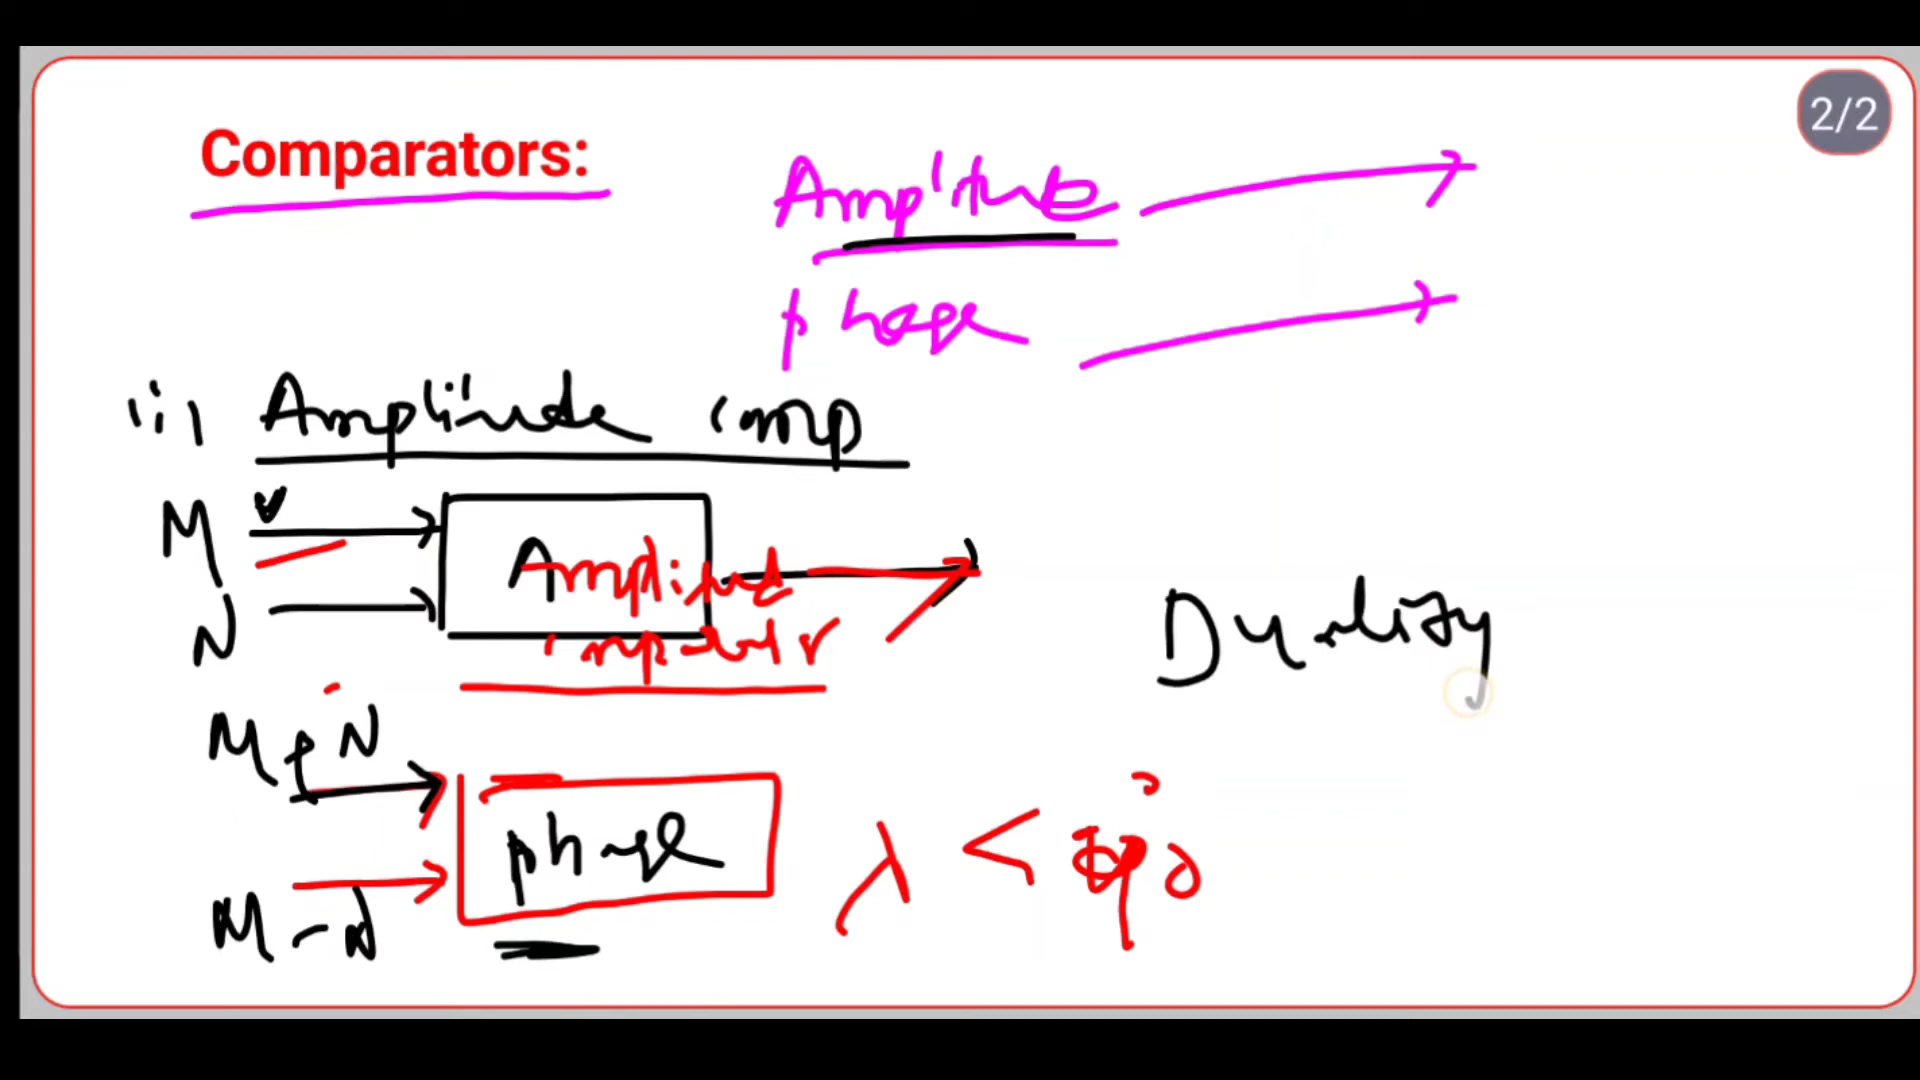 Comparators:
2/2
Amplitude
phase
(i) Amplitude comp
M
N
Amplitude
comparator
Duality
M + N
phase
λ < 90°
M - N